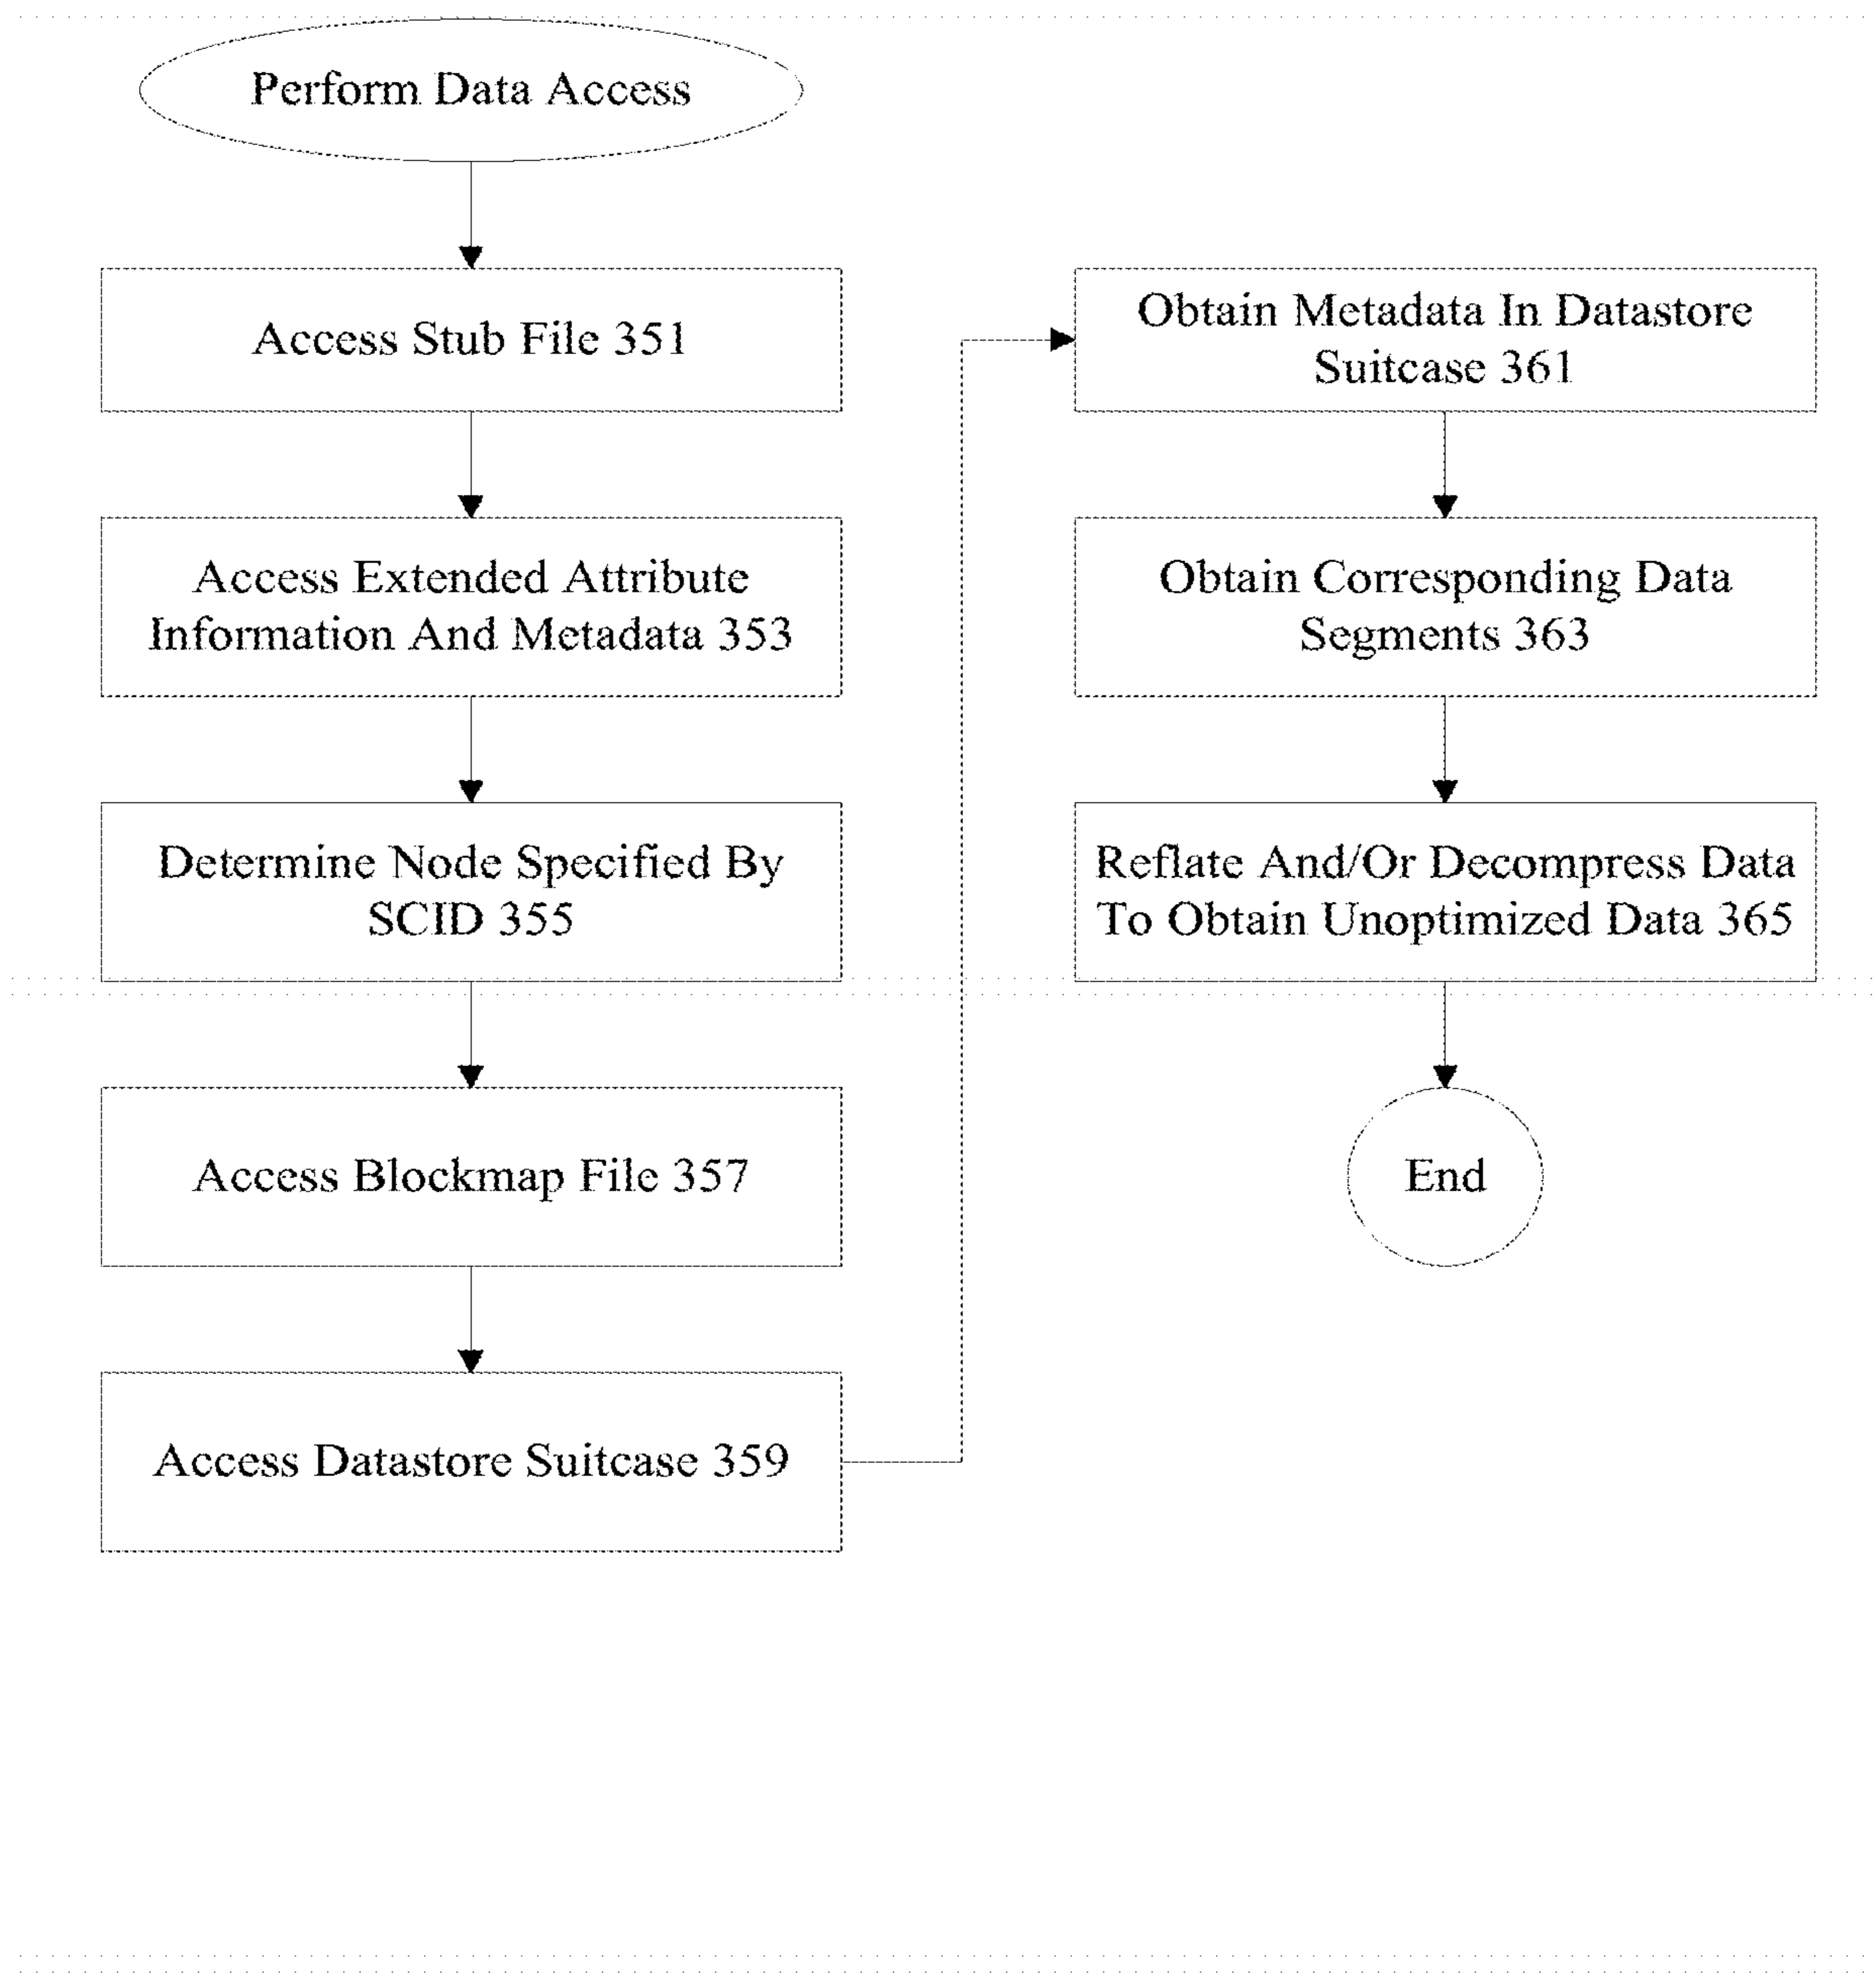 Perform Data Access
Access Stub File 351
Access Extended Attribute
Information And Metadata 353
Determine Node Specified By
SCID 355
Access Blockmap File 357
Access Datastore Suitcase 359
Obtain Metadata In Datastore
Suitcase 361
Obtain Corresponding Data
Segments 363
Reflate And/Or Decompress Data
To Obtain Unoptimized Data 365
End